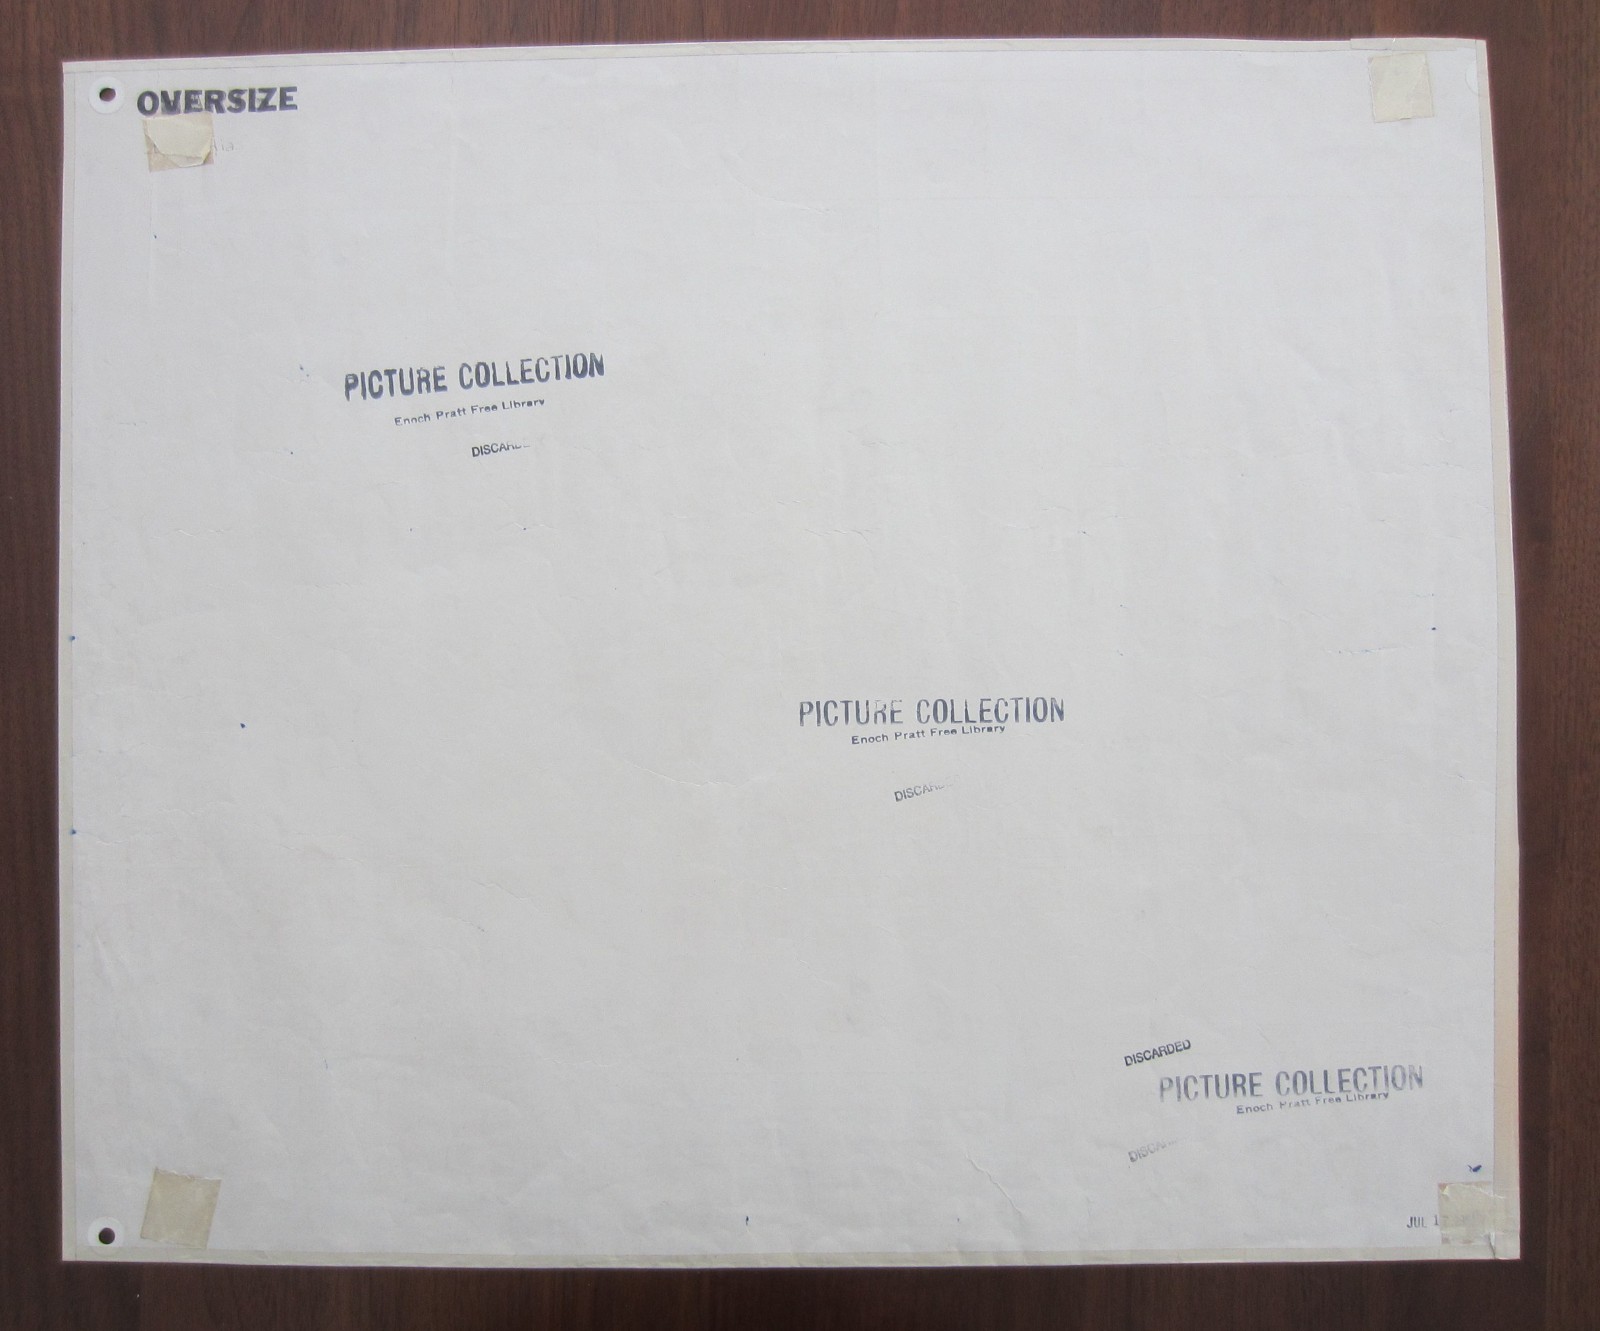 OVERSIZE
PICTURE COLLECTION
Enoch Pratt Free Library
PICTURE COLLECTION
Enoch Pratt Free Library
DISCARDED
PICTURE COLLECTION
Enoch Pratt Free Library
JUL